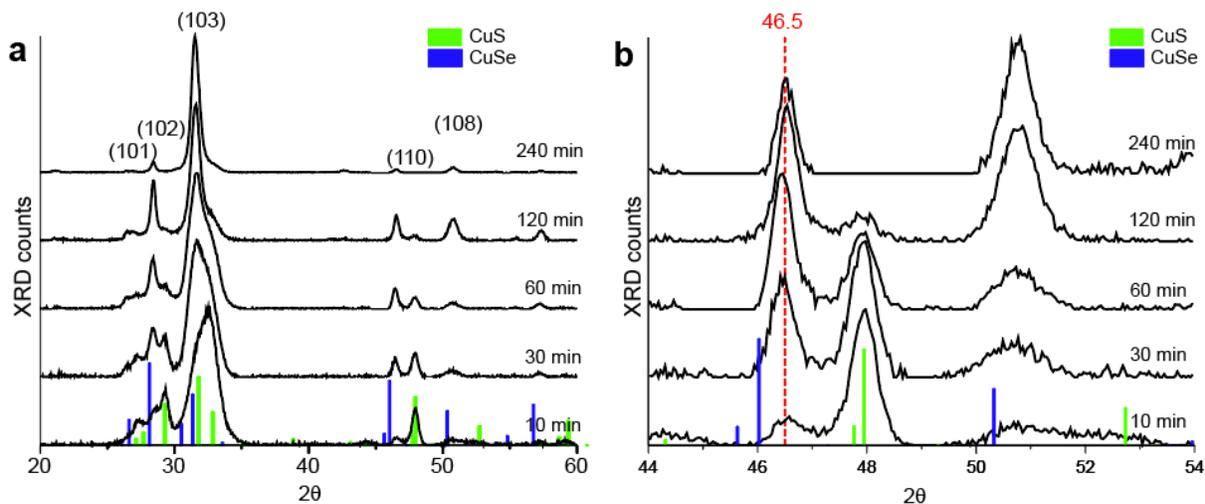 a
(103)
CuS
CuSe
(102)
(101)
(108)
(110)
240 min
120 min
60 min
30 min
10 min
XRD counts
20
30
40
50
60
2θ
b
46.5
CuS
CuSe
240 min
120 min
60 min
30 min
10 min
XRD counts
44
46
48
50
50
52
54
2θ